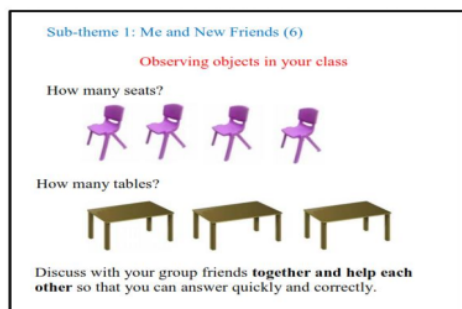 Sub-theme 1: Me and New Friends (6)
Observing objects in your class
How many seats?
How many tables?
Discuss with your group friends together and help each
other so that you can answer quickly and correctly.